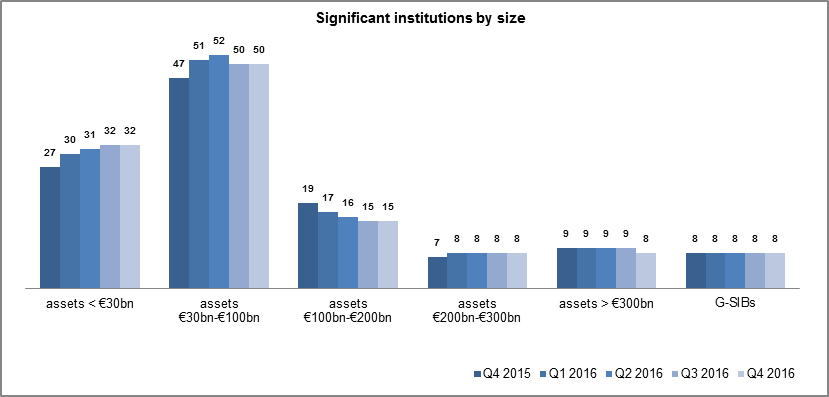 Significant institutions by size
27 30 31 32 32
47 51 52 50 50
19 17 16 15 15
7 8 8 8 8
9 9 9 9 8
8 8 8 8 8
assets < €30bn
assets
€30bn-€100bn
assets
€100bn-€200bn
assets
€200bn-€300bn
assets > €300bn
G-SIBs
Q4 2015 Q1 2016 Q2 2016 Q3 2016 Q4 2016